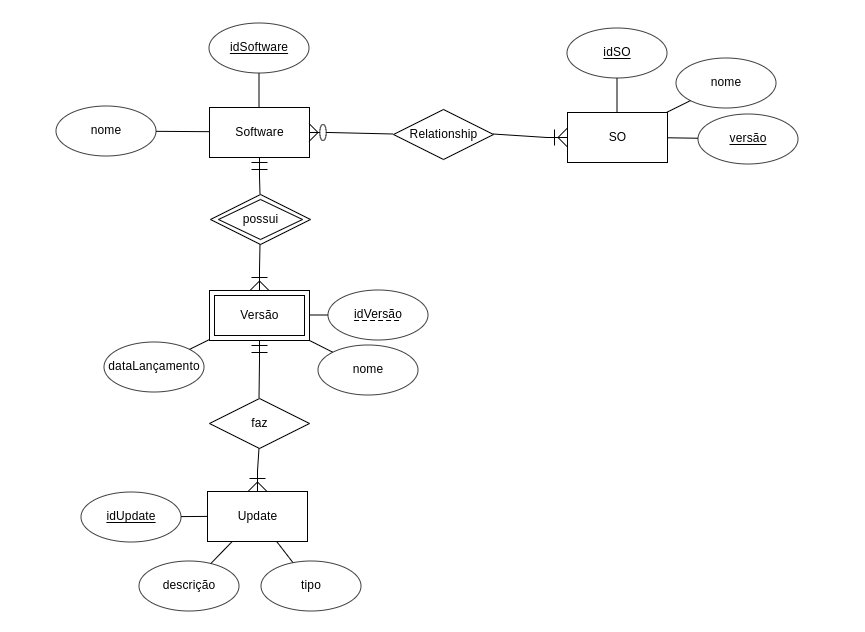 idSoftware
idSO
nome
nome
Software
Relationship
SO
versão
possui
Versão
idVersão
dataLançamento
nome
faz
idUpdate
Update
descrição
tipo